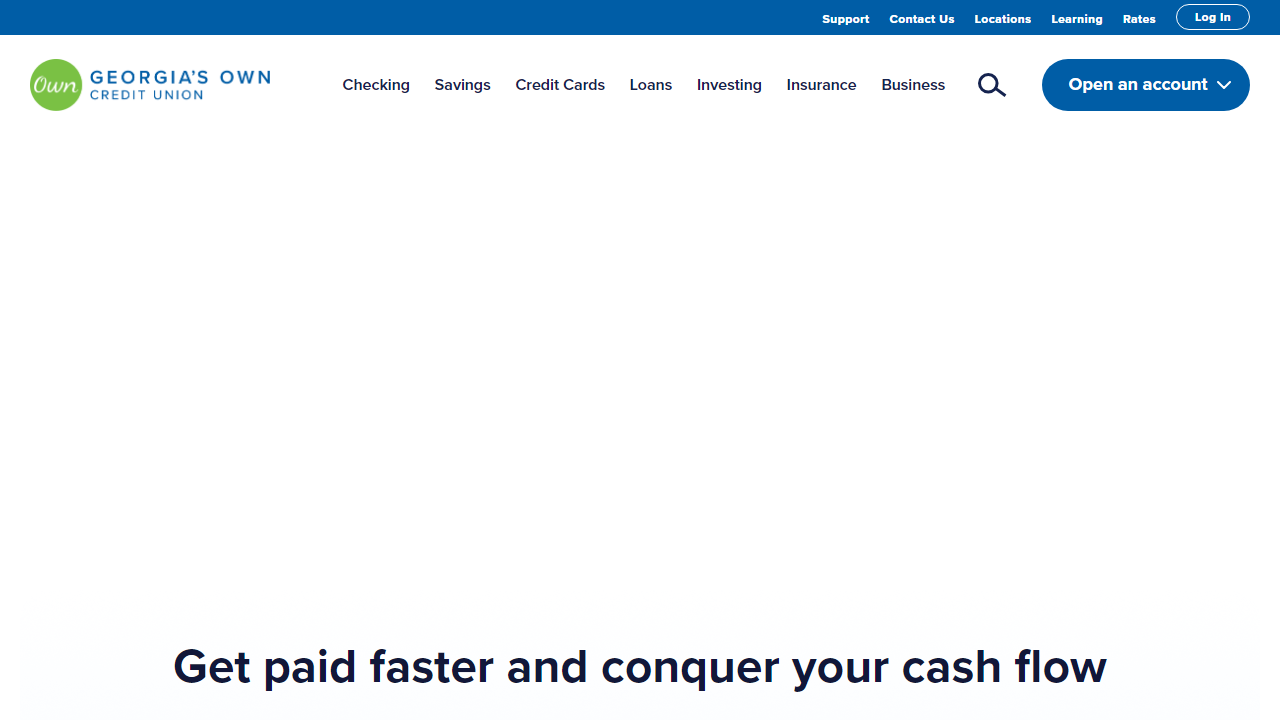 Support Contact Us Locations Learning Rates Log In
Own GEORGIA'S OWN
CREDIT UNION
Checking Savings Credit Cards Loans Investing Insurance Business Open an account
Get paid faster and conquer your cash flow